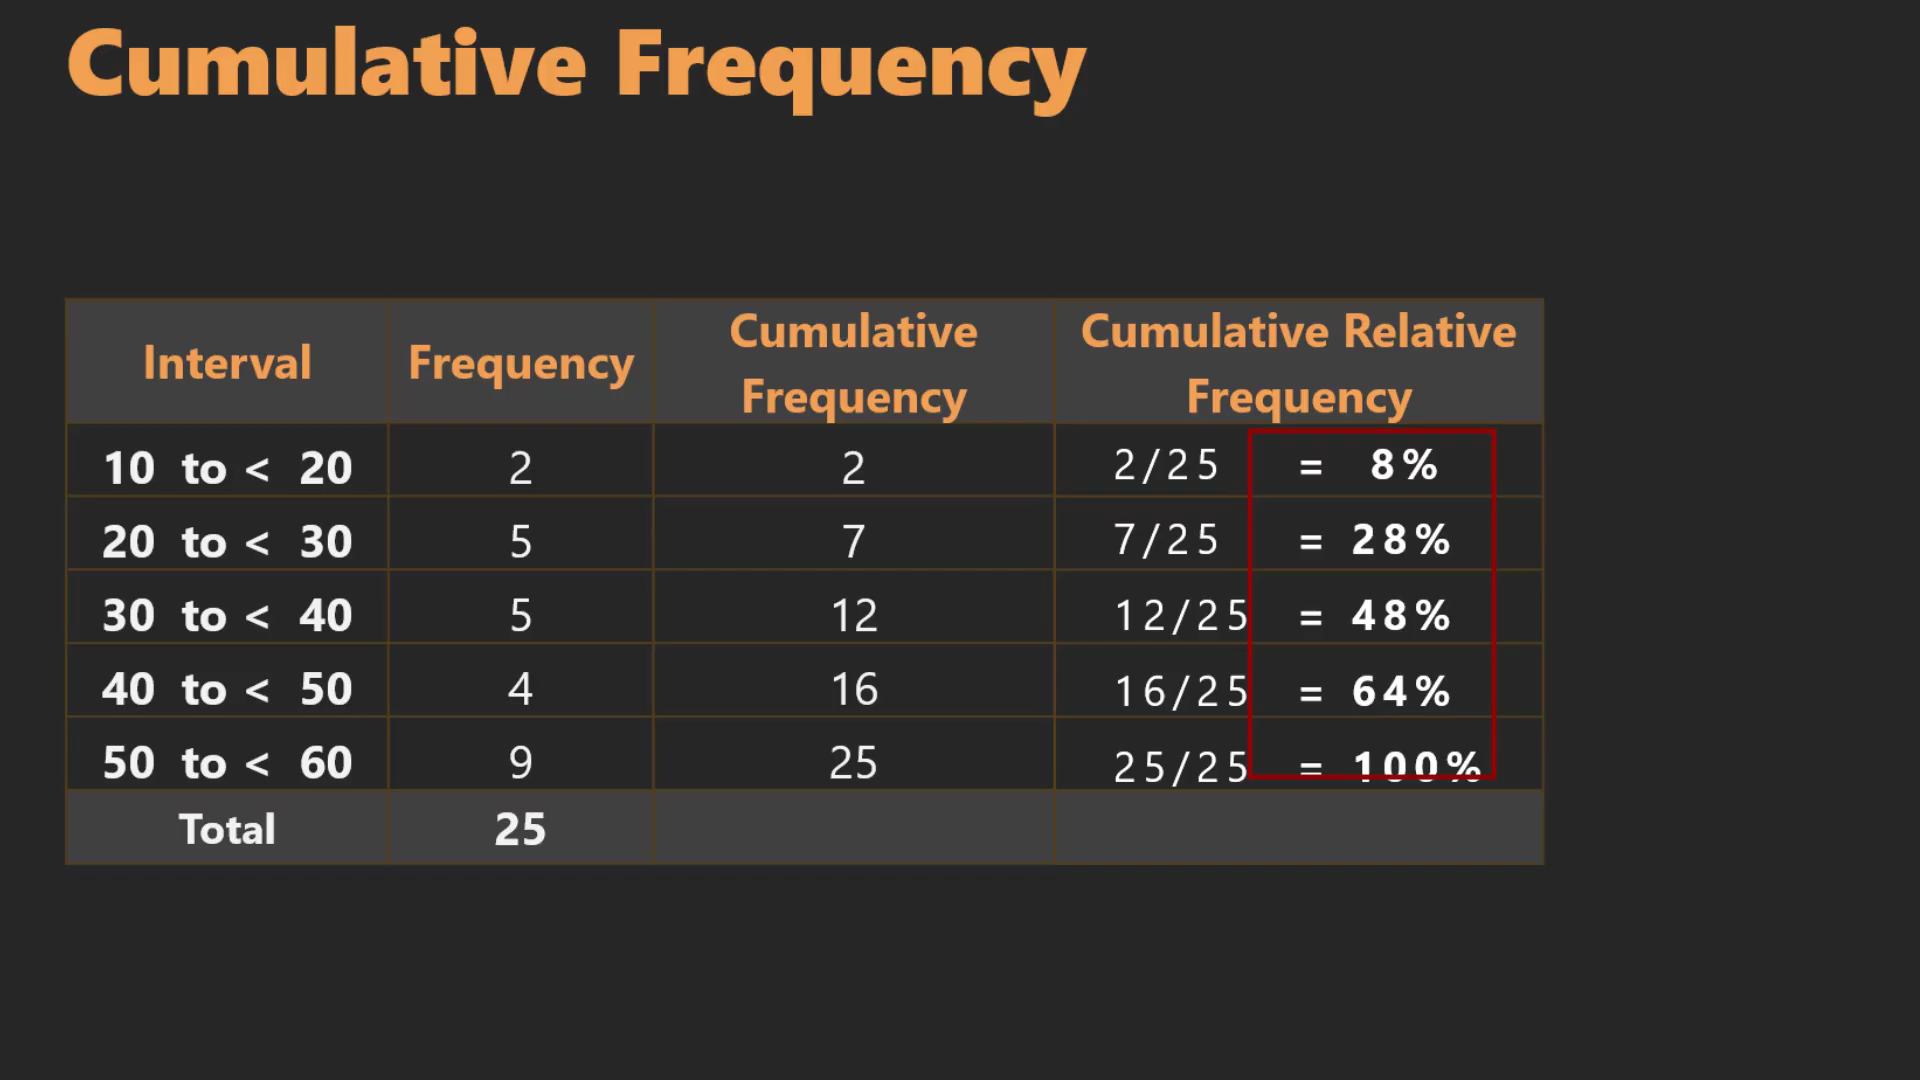 Cumulative Frequency
Interval Frequency Cumulative Frequency Cumulative Relative Frequency
10 to < 20 2 2 2/25 = 8%
20 to < 30 5 7 7/25 = 28%
30 to < 40 5 12 12/25 = 48%
40 to < 50 4 16 16/25 = 64%
50 to < 60 9 25 25/25 = 100%
Total 25